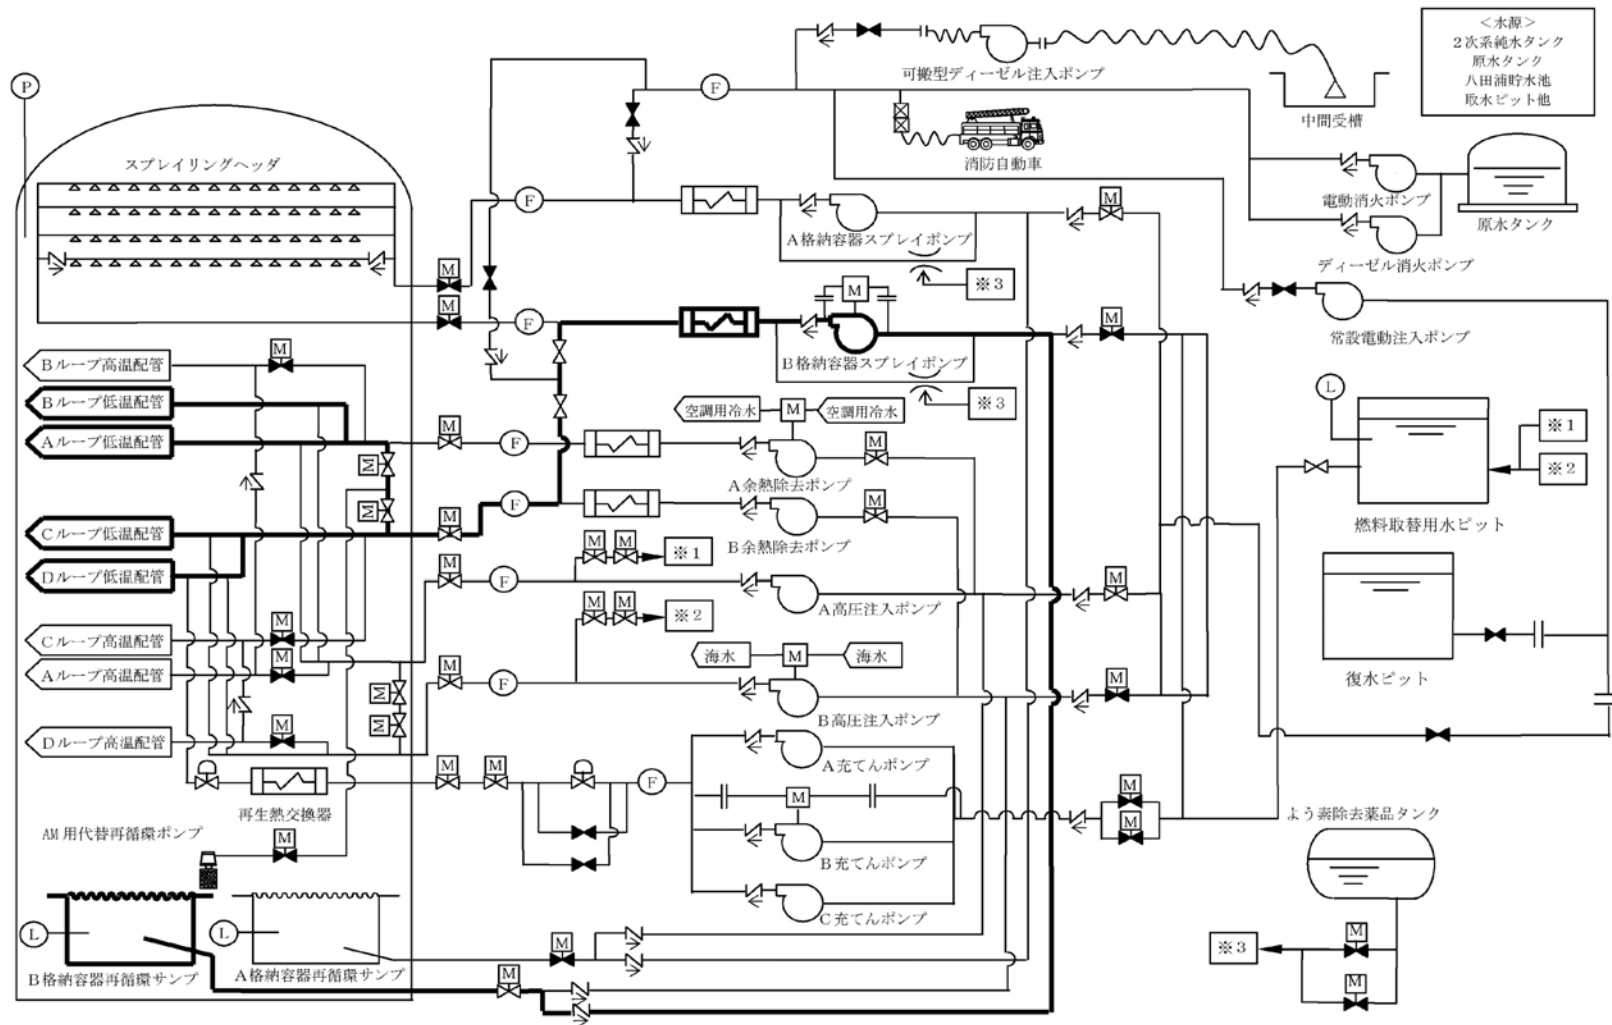 <水源>
2次系純水タンク
原水タンク
八田浦貯水池
取水ピット他
可搬型ディーゼル注入ポンプ
中間受槽
P
F
消防自動車
スプレイリングヘッダ
電動消火ポンプ
原水タンク
M
F
A格納容器スプレイポンプ
ディーゼル消火ポンプ
※3
M
M
F
M
M
常設電動注入ポンプ
B格納容器スプレイポンプ
Bループ高温配管
M
※3
L
Bループ低温配管
空調用冷水
M
空調用冷水
※1
Aループ低温配管
M
F
M
※2
M
A余熱除去ポンプ
M
M
F
M
燃料取替用水ピット
Cループ低温配管
B余熱除去ポンプ
M
M
※1
Dループ低温配管
M
F
M
A高圧注入ポンプ
M
M
※2
Cループ高温配管
M
海水
M
海水
Aループ高温配管
M
M
F
M
復水ピット
M
B高圧注入ポンプ
M
Dループ高温配管
M
A充てんポンプ
M
M
F
M
M
再生熱交換器
よう素除去薬品タンク
AM用代替再循環ポンプ
M
M
B充てんポンプ
C充てんポンプ
L
L
M
※3
M
A格納容器再循環サンプ
B格納容器再循環サンプ
M
M